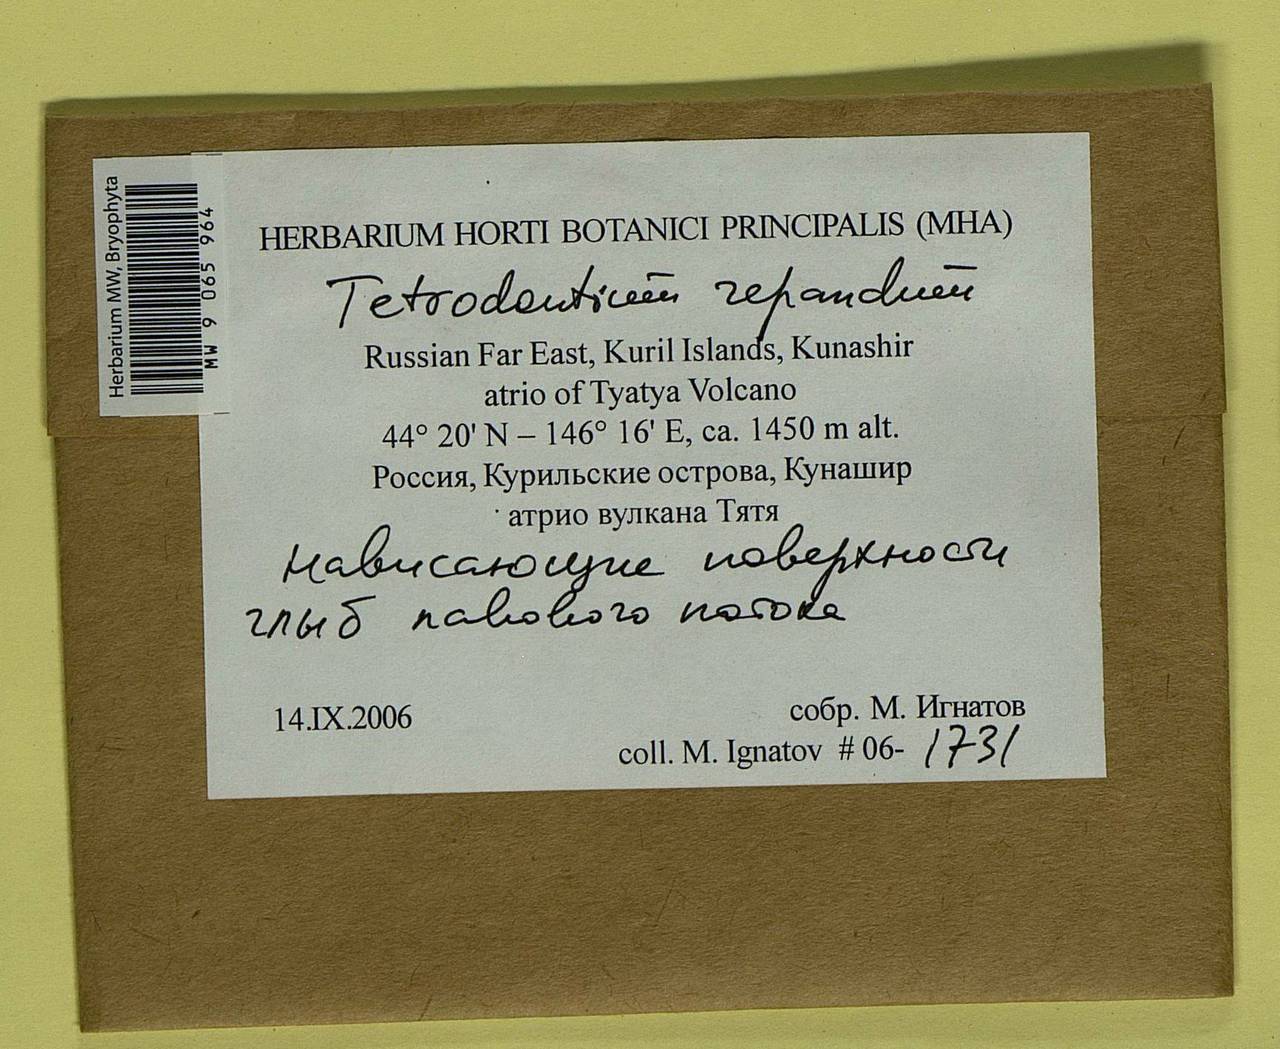 Herbarium MW, Bryophyta
MW 9 065 964
HERBARIUM HORTI BOTANICI PRINCIPALIS (MHA)
Tetrodontium repandum
Russian Far East, Kuril Islands, Kunashir
atrio of Tyatya Volcano
44° 20' N – 146° 16' E, ca. 1450 m alt.
Россия, Курильские острова, Кунашир
атрио вулкана Тятя
Нависающие поверхности
глыб лавового потока
14.IX.2006
собр. М. Игнатов
coll. M. Ignatov # 06- 1731